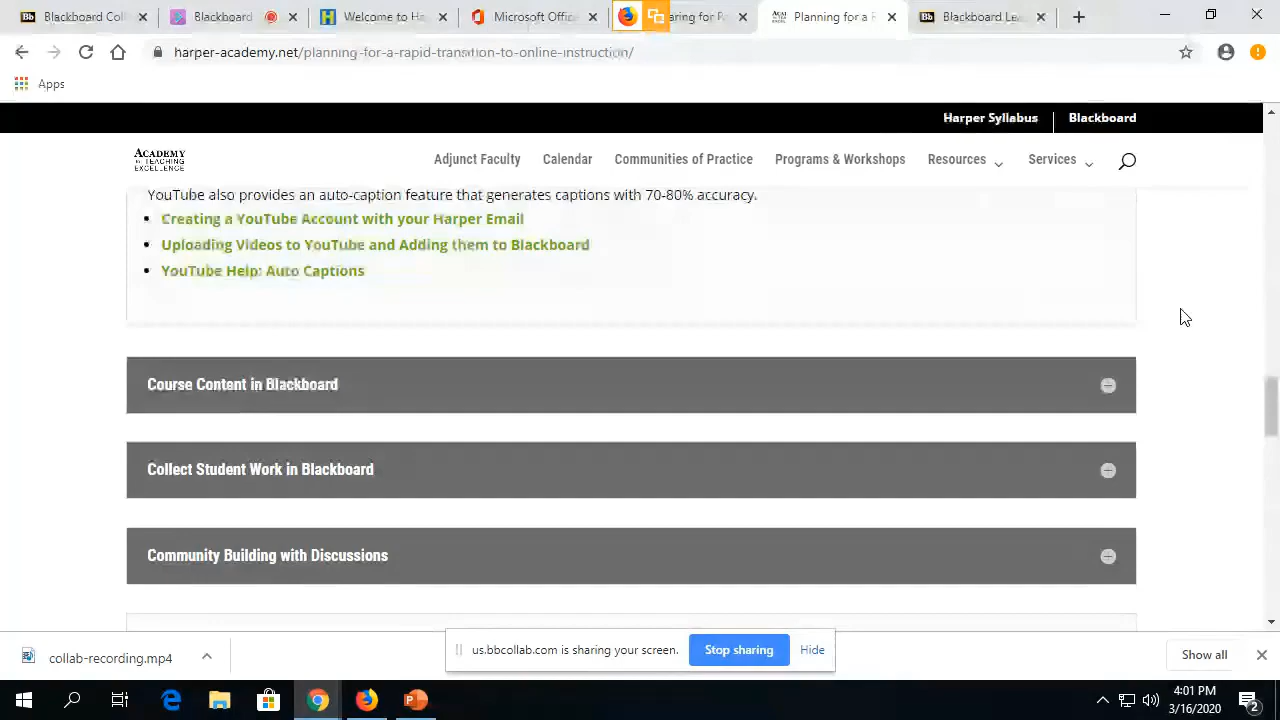 Blackboard Coll
Blackboard
Welcome to Ha
Microsoft Office
aring for R
Planning for a R
Blackboard Le
harper-academy.net/planning-for-a-rapid-transition-to-online-instruction/
Apps
Harper Syllabus
Blackboard
ACADEMY
for TEACHING
EXCELLENCE
Adjunct Faculty
Calendar
Communities of Practice
Programs & Workshops
Resources
Services
YouTube also provides an auto-caption feature that generates captions with 70-80% accuracy.
• Creating a YouTube Account with your Harper Email
• Uploading Videos to YouTube and Adding them to Blackboard
• YouTube Help: Auto Captions
Course Content in Blackboard
Collect Student Work in Blackboard
Community Building with Discussions
collab-recording.mp4
us.bbcollab.com is sharing your screen.
Stop sharing
Hide
Show all
4:01 PM
3/16/2020
2